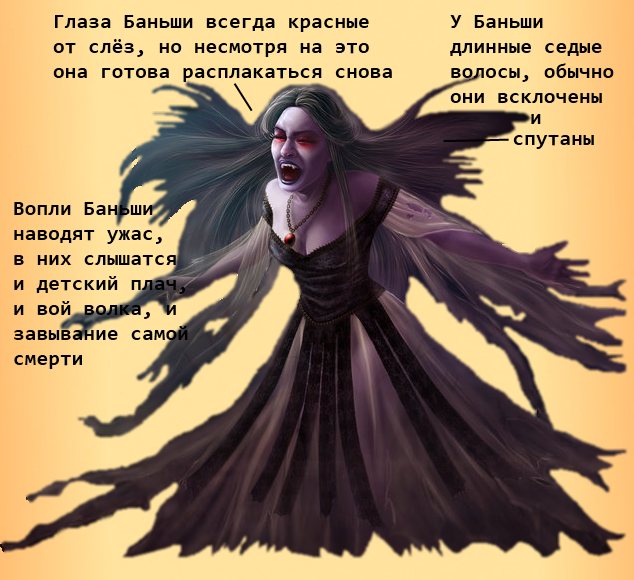 Глаза Баньши всегда красные
от слёз, но несмотря на это
она готова расплакаться снова
У Баньши
длинные седые
волосы, обычно
они всклочены
и
спутаны
Вопли Баньши
наводят ужас,
в них слышатся
и детский плач,
и вой волка, и
завывание самой
смерти